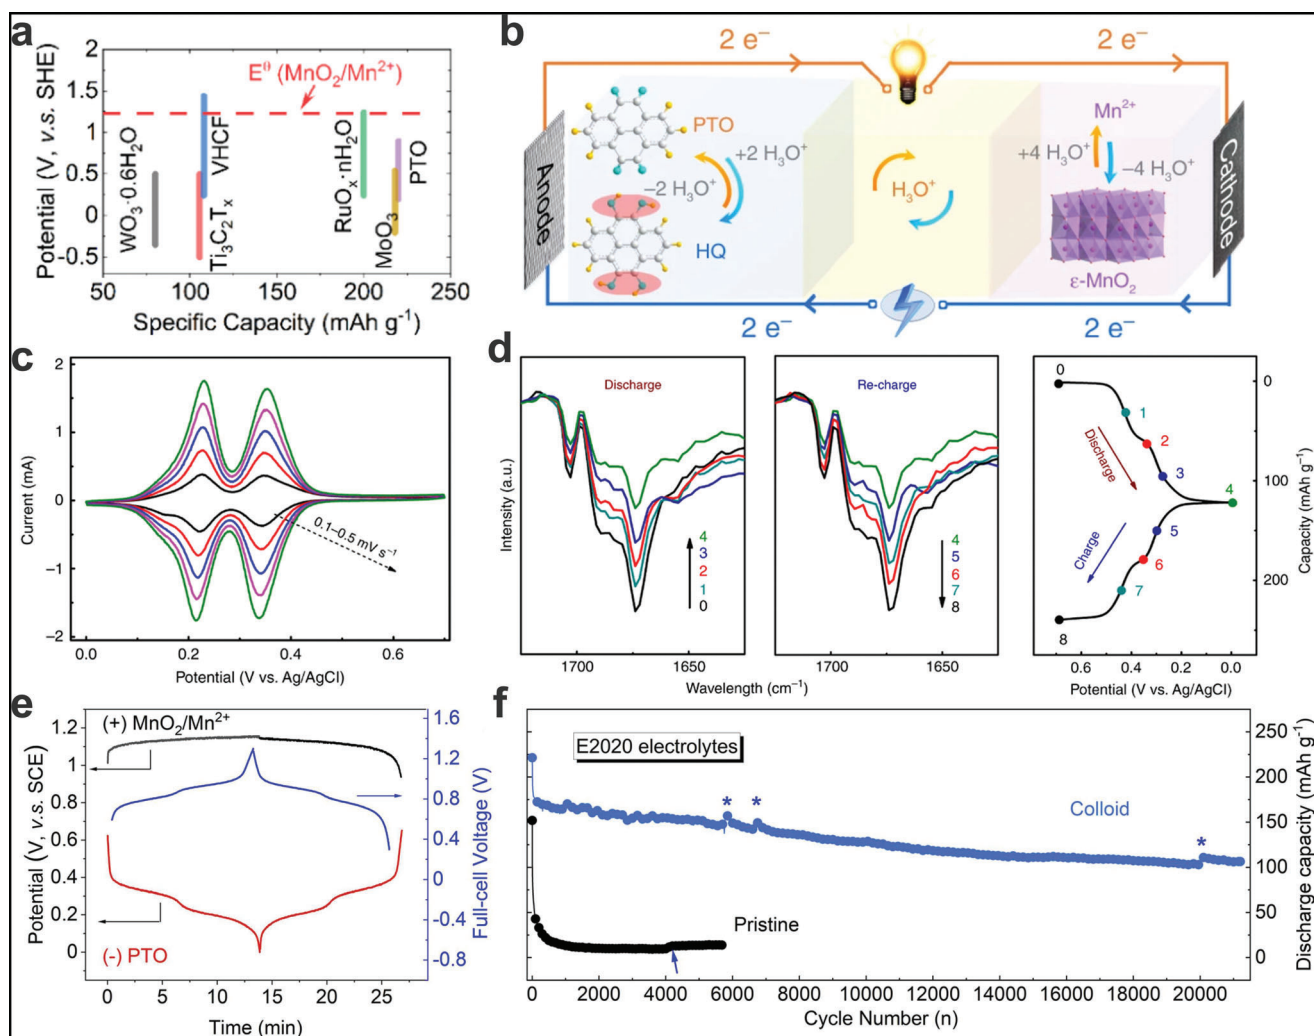 a
2
1.5
1
0.5
0
-0.5
Potential (V, v.s. SHE)
E⁰ (MnO₂/Mn²⁺)
WO₃·0.6H₂O
Ti₃C₂Tₓ
VHCF
RuOₓ·nH₂O
MoO₃
PTO
50 100 150 200 250
Specific Capacity (mAh g⁻¹)
b
2 e⁻ 2 e⁻
Anode
PTO
+2 H₃O⁺
−2 H₃O⁺
HQ
H₃O⁺
Mn²⁺
+4 H₃O⁺
−4 H₃O⁺
ε-MnO₂
Cathode
2 e⁻ 2 e⁻
c
2
1
0
−1
−2
Current (mA)
0.1–0.5 mV s⁻¹
0.0 0.2 0.4 0.6
Potential (V vs. Ag/AgCl)
d
Intensity (a.u.)
Discharge
4
3
2
1
0
1700 1650
Re-charge
4
5
6
7
8
1700 1650
Wavelength (cm⁻¹)
0
1
2
3
4
5
6
7
8
Discharge
Charge
0
100
200
Capacity (mAh g⁻¹)
0.6 0.4 0.2 0.0
Potential (V vs. Ag/AgCl)
e
(+) MnO₂/Mn²⁺
(-) PTO
1.2
1
0.8
0.6
0.4
0.2
0
Potential (V, v.s. SCE)
1.6
1.2
0.8
0.4
0
-0.4
-0.8
Full-cell Voltage (V)
0 5 10 15 20 25
Time (min)
f
E2020 electrolytes
* * *
Colloid
Pristine
250
200
150
100
50
0
Discharge capacity (mAh g⁻¹)
0 2000 4000 6000 8000 10000 12000 14000 16000 18000 20000
Cycle Number (n)